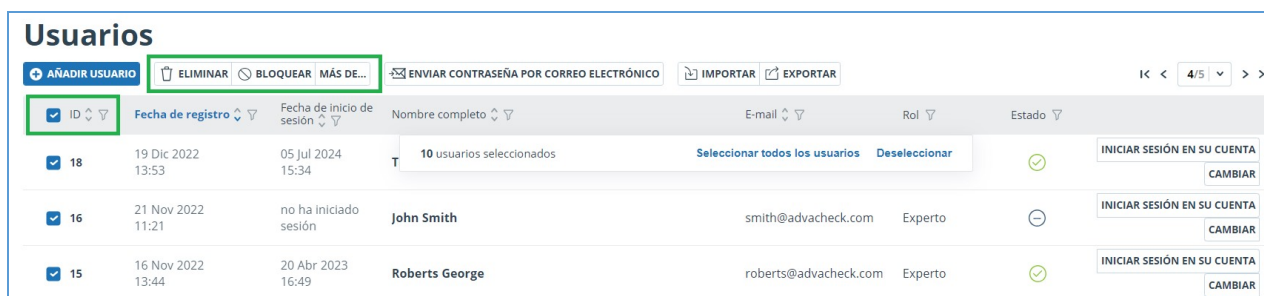 Usuarios
AÑADIR USUARIO ELIMINAR BLOQUEAR MÁS DE... ENVIAR CONTRASEÑA POR CORREO ELECTRÓNICO IMPORTAR EXPORTAR 4/5
ID Fecha de registro Fecha de inicio de sesión Nombre completo E-mail Rol Estado
10 usuarios seleccionados Seleccionar todos los usuarios Deseleccionar
18 19 Dic 2022 13:53 05 Jul 2024 15:34 T INICIAR SESIÓN EN SU CUENTA
CAMBIAR
16 21 Nov 2022 11:21 no ha iniciado sesión John Smith smith@advacheck.com Experto INICIAR SESIÓN EN SU CUENTA
CAMBIAR
15 16 Nov 2022 13:44 20 Abr 2023 16:49 Roberts George roberts@advacheck.com Experto INICIAR SESIÓN EN SU CUENTA
CAMBIAR